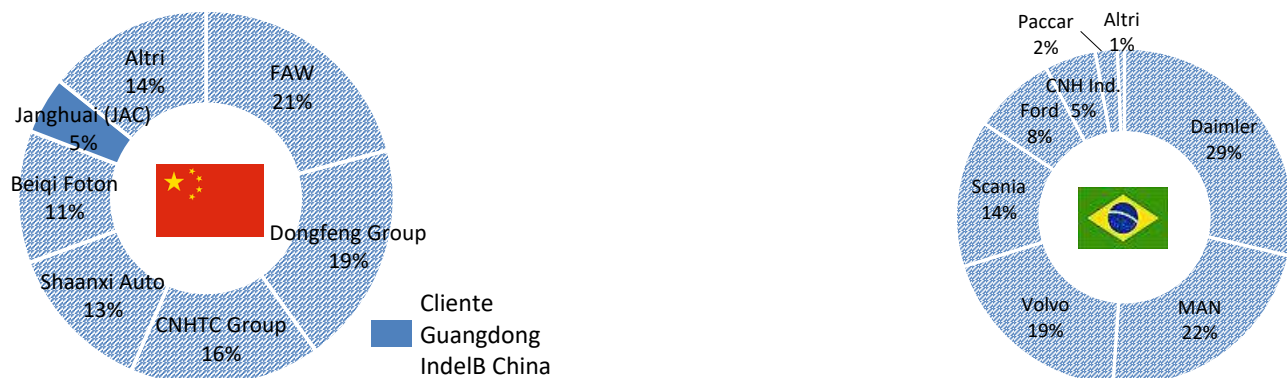 Altri
14%
FAW
21%
Janghuai (JAC)
5%
Beiqi Foton
11%
Dongfeng Group
19%
Shaanxi Auto
13%
CNHTC Group
16%
Cliente
Guangdong
IndelB China
Paccar
2%
Altri
1%
CNH Ind.
5%
Ford
8%
Daimler
29%
Scania
14%
Volvo
19%
MAN
22%